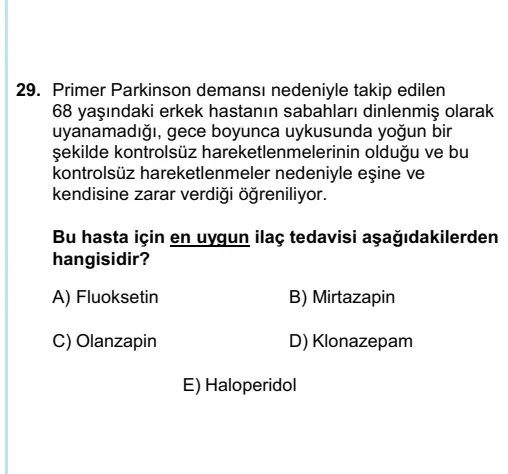 29. Primer Parkinson demansı nedeniyle takip edilen
68 yaşındaki erkek hastanın sabahları dinlenmiş olarak
uyanamadığı, gece boyunca uykusunda yoğun bir
şekilde kontrolsüz hareketlenmelerinin olduğu ve bu
kontrolsüz hareketlenmeler nedeniyle eşine ve
kendisine zarar verdiği öğreniliyor.
Bu hasta için en uygun ilaç tedavisi aşağıdakilerden
hangisidir?
A) Fluoksetin B) Mirtazapin
C) Olanzapin D) Klonazepam
E) Haloperidol